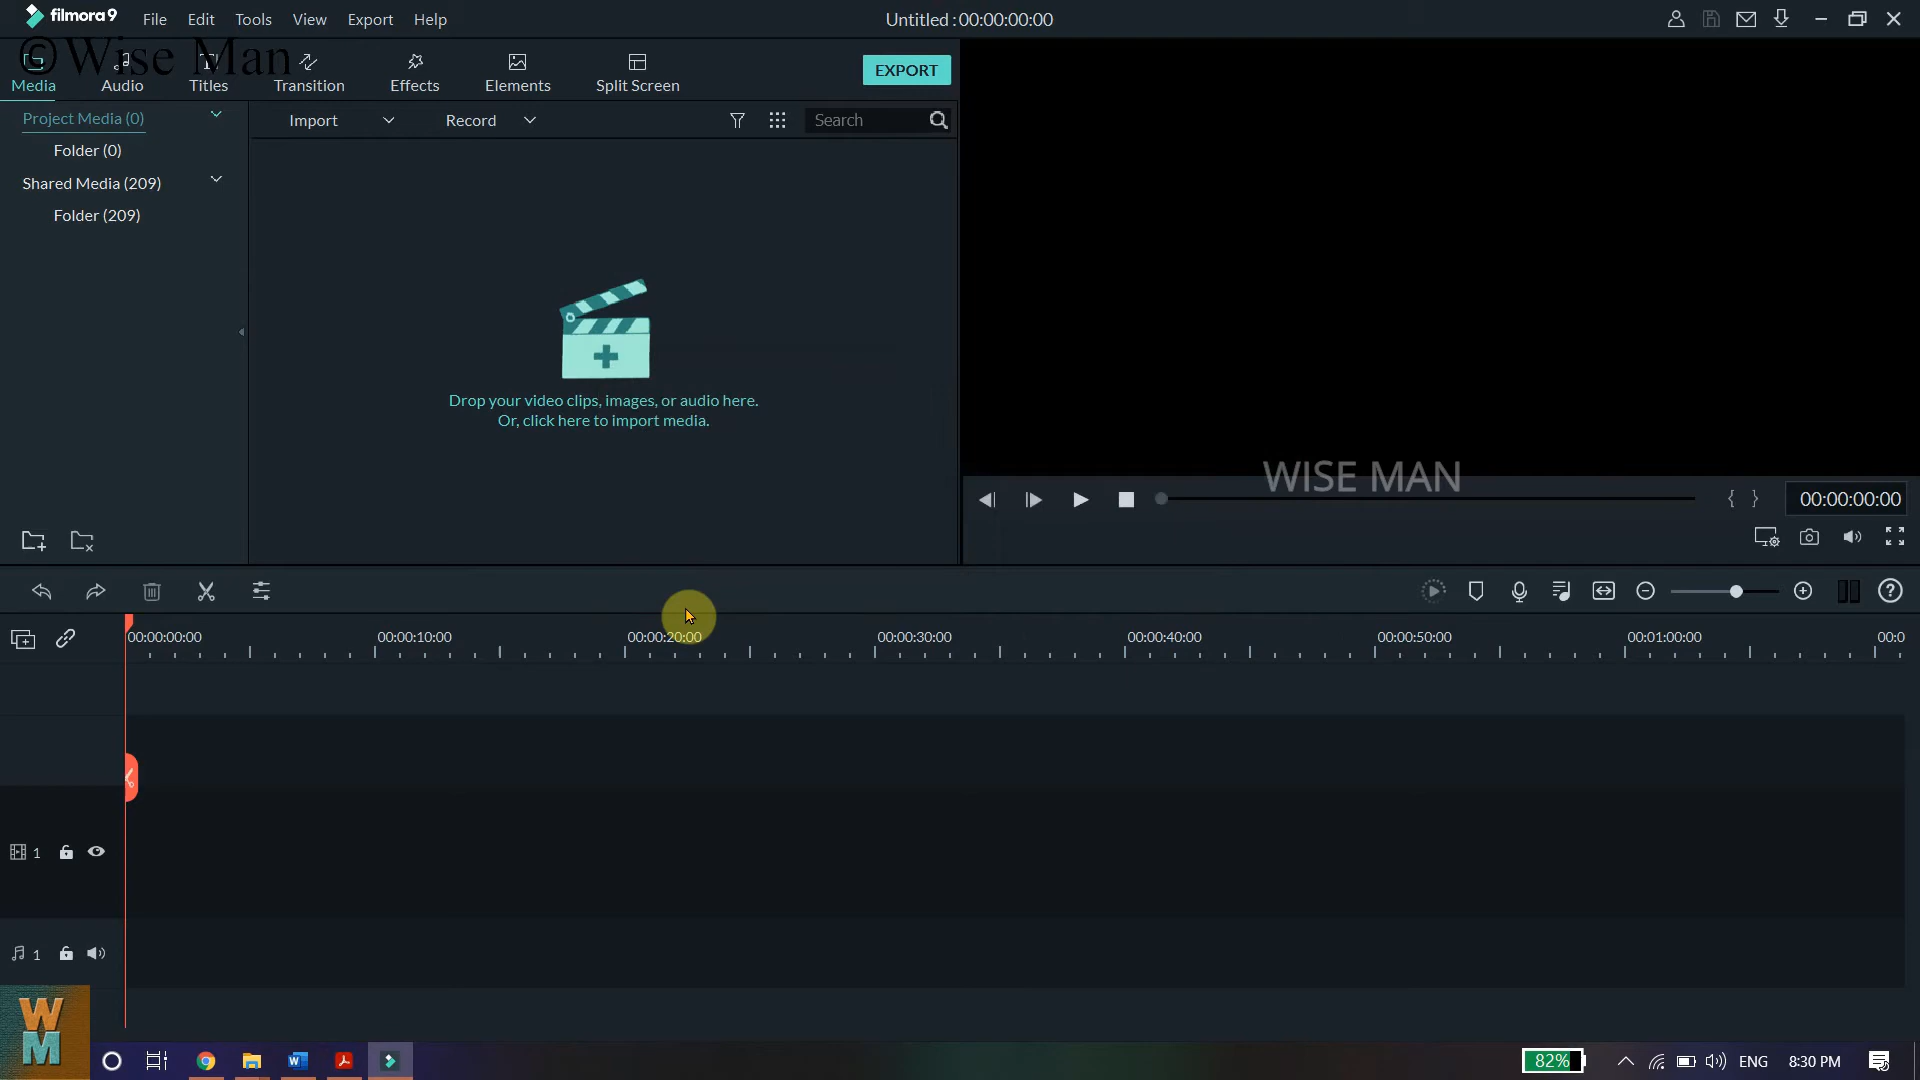 filmora9 File Edit Tools View Export Help Untitled : 00:00:00:00
©Wise Man
Media Audio Titles Transition Effects Elements Split Screen EXPORT
Project Media (0) Import Record Search
Folder (0)
Shared Media (209)
Folder (209)
Drop your video clips, images, or audio here.
Or, click here to import media.
WISE MAN
00:00:00:00
00:00:00:00 00:00:10:00 00:00:20:00 00:00:30:00 00:00:40:00 00:00:50:00 00:01:00:00 00:0
1
1
W
M
82% ENG 8:30 PM